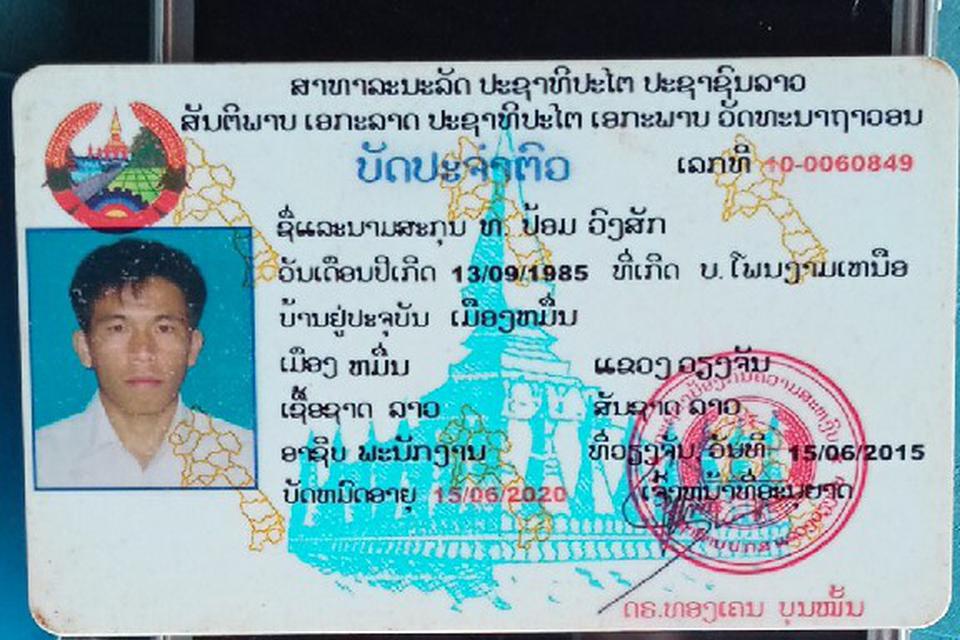 ສາທາລະນະລັດ ປະຊາທິປະໄຕ ປະຊາຊົນລາວ
ສັນຕິພາບ ເອກະລາດ ປະຊາທິປະໄຕ ເອກະພາບ ວັດທະນາຖາວອນ
ບັດປະຈຳຕົວ ເລກທີ 10-0060849
ຊື່ແລະນາມສະກຸນ ທ. ປ້ອມ ວົງສັກ
ວັນເດືອນປີເກີດ 13/09/1985 ທີ່ເກີດ ບ. ໂພນງາມເໜືອ
ບ້ານຢູ່ປະຈຸບັນ ເມືອງຫມື່ນ
ເມືອງ ຫມື່ນ ແຂວງ ວຽງຈັນ
ເຊື້ອຊາດ ລາວ ສັນຊາດ ລາວ
ອາຊີບ ພະນັກງານ ທີ່ວຽງຈັນ, ວັນທີ 15/06/2015
ບັດຫມົດອາຍຸ 15/06/2020 ເຈົ້າຫນ້າທີ່ອະນຸຍາດ
ດຣ.ທອງເຄນ ບຸນໝັ້ນ